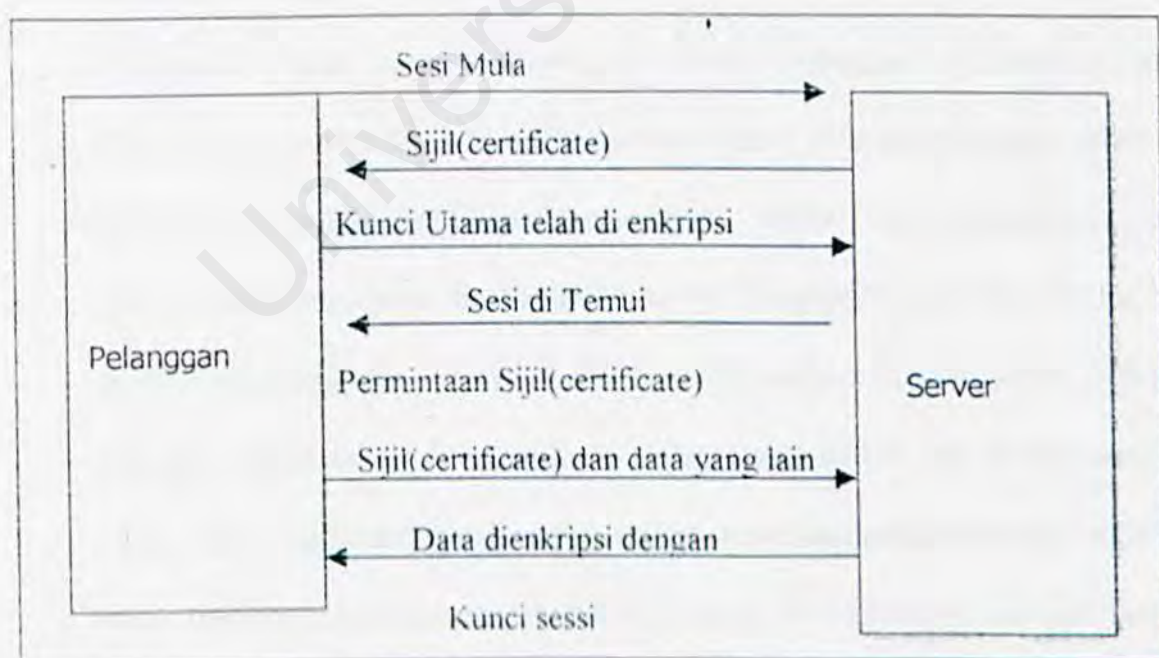 Univers
Sesi Mula
Sijil(certificate)
Kunci Utama telah di enkripsi
Sesi di Temui
Pelanggan
Permintaan Sijil(certificate)
Server
Sijil(certificate) dan data yang lain
Data dienkripsi dengan
Kunci sessi